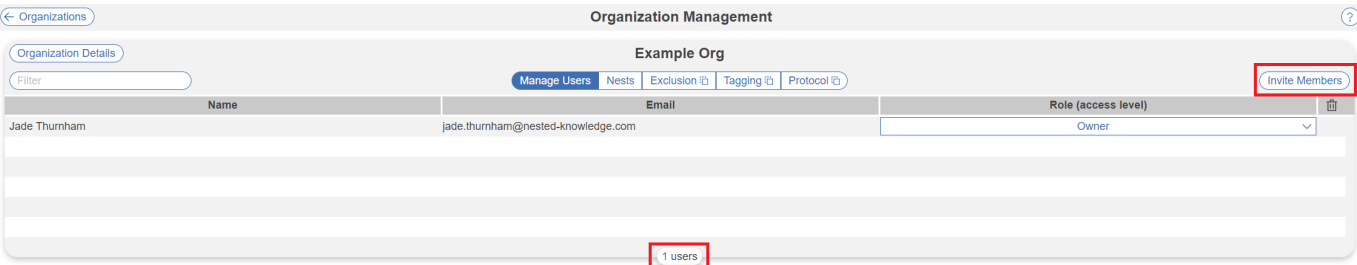 ← Organizations
Organization Management
?
Organization Details
Example Org
Filter
Manage Users Nests Exclusion Tagging Protocol
Invite Members
Name Email Role (access level)
Jade Thurnham jade.thurnham@nested-knowledge.com Owner
1 users